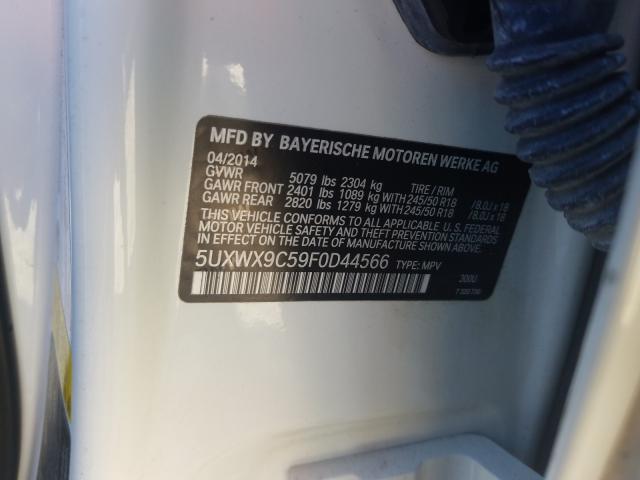 MFD BY BAYERISCHE MOTOREN WERKE AG
04/2014
GVWR 5079 lbs 2304 kg TIRE / RIM
GAWR FRONT 2401 lbs 1089 kg WITH 245/50 R18 / 8.0J x 18
GAWR REAR 2820 lbs 1279 kg WITH 245/50 R18 / 8.0J x 18
THIS VEHICLE CONFORMS TO ALL APPLICABLE U.S. FEDERAL
MOTOR VEHICLE SAFETY AND THEFT PREVENTION STANDARDS
IN EFFECT ON THE DATE OF MANUFACTURE SHOWN ABOVE.
5UXWX9C59F0D44566 TYPE: MPV
300U